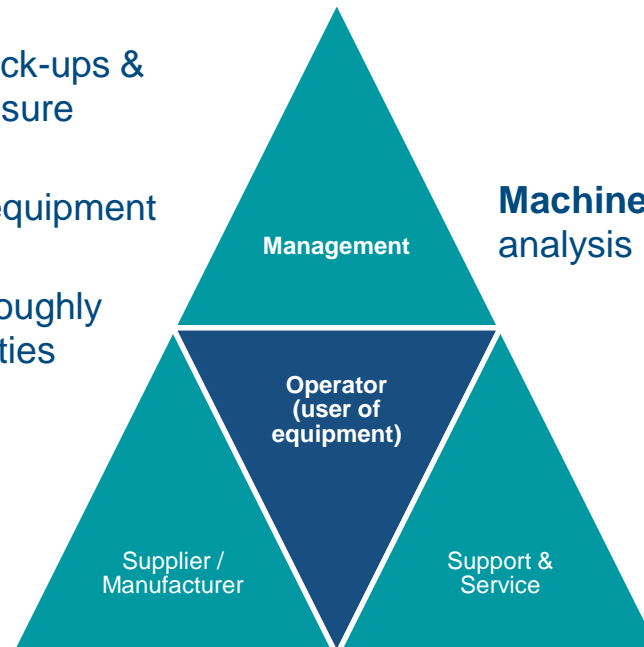 ck-ups &
sure
equipment
oughly
ties
Machine
analysis
Management
Operator
(user of
equipment)
Supplier /
Manufacturer
Support &
Service